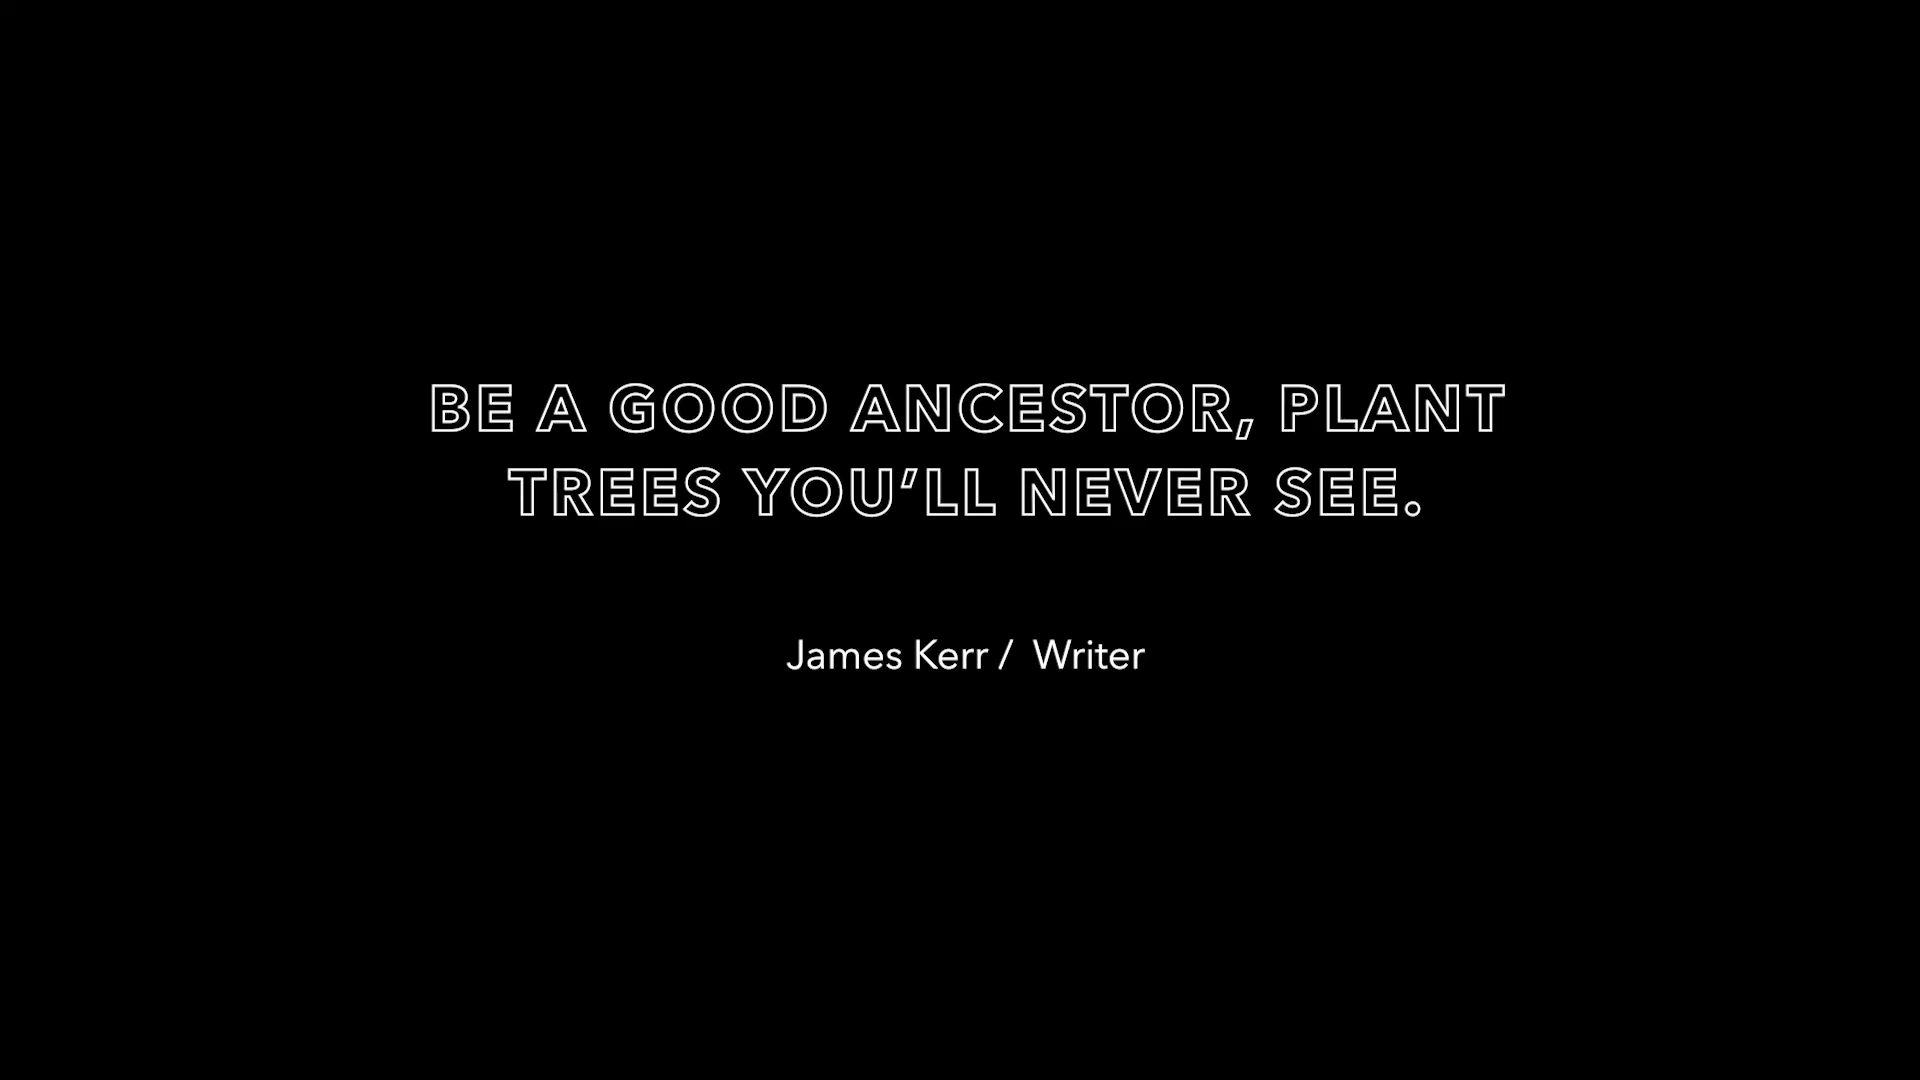 BE A GOOD ANCESTOR, PLANT
TREES YOU’LL NEVER SEE.
James Kerr /  Writer